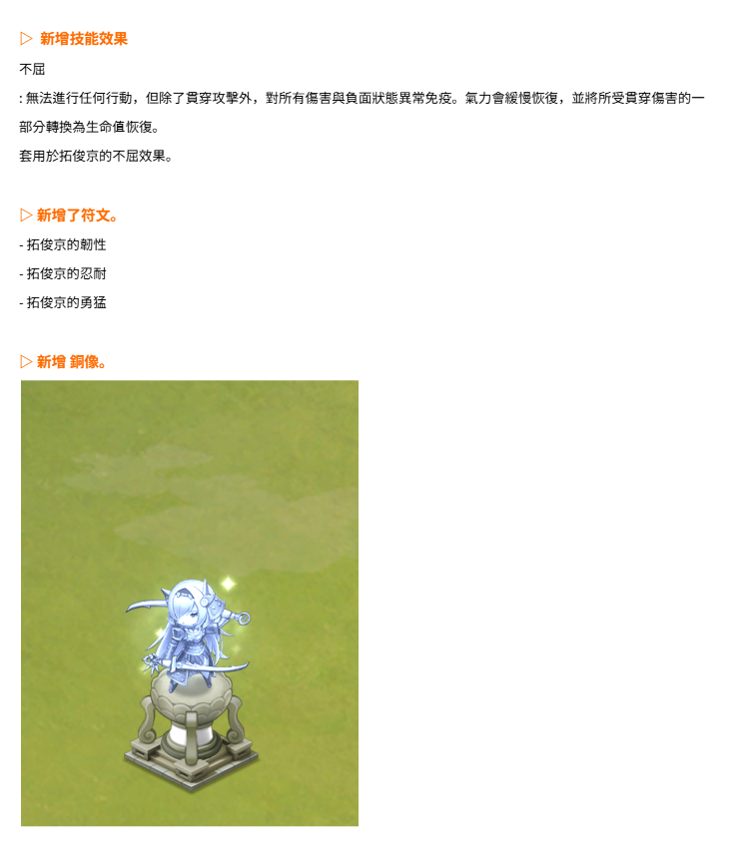 ▷ 新增技能效果
不屈
: 無法進行任何行動，但除了貫穿攻擊外，對所有傷害與負面狀態異常免疫。氣力會緩慢恢復，並將所受貫穿傷害的一
部分轉換為生命值恢復。
套用於拓俊京的不屈效果。
▷ 新增了符文。
- 拓俊京的韌性
- 拓俊京的忍耐
- 拓俊京的勇猛
▷ 新增 銅像。